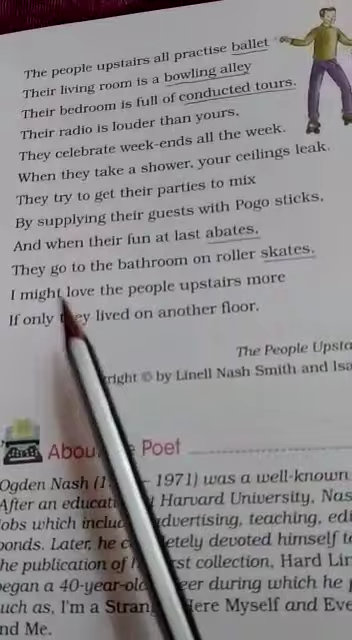 The people upstairs all practise ballet
Their living room is a bowling alley
Their bedroom is full of conducted tours.
Their radio is louder than yours,
They celebrate week-ends all the week.
When they take a shower, your ceilings leak.
They try to get their parties to mix
By supplying their guests with Pogo sticks,
And when their fun at last abates,
They go to the bathroom on roller skates.
I might love the people upstairs more
If only they lived on another floor.
The People Upsta
right © by Linell Nash Smith and Isa
Abou e Poet
Ogden Nash (1 – 1971) was a well-known
After an educati t Harvard University, Nas
jobs which includ advertising, teaching, edi
bonds. Later, he c etely devoted himself t
he publication of h rst collection, Hard Lin
egan a 40-year-old eer during which he p
uch as, I'm a Strang Here Myself and Eve
nd Me.